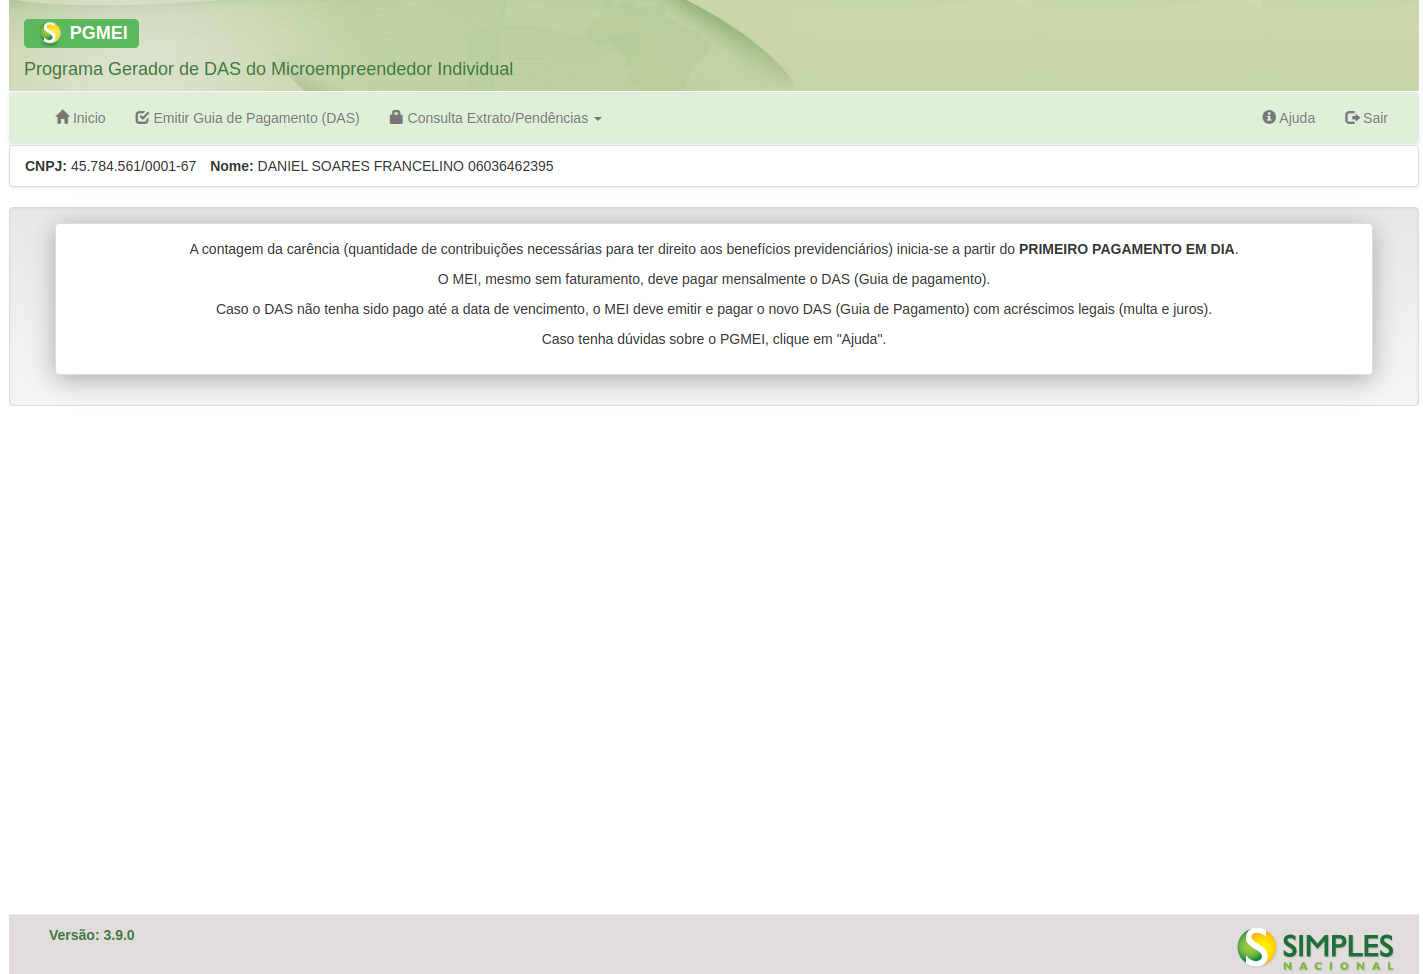 PGMEI
Programa Gerador de DAS do Microempreendedor Individual
Inicio Emitir Guia de Pagamento (DAS) Consulta Extrato/Pendências Ajuda Sair
CNPJ: 45.784.561/0001-67 Nome: DANIEL SOARES FRANCELINO 06036462395
A contagem da carência (quantidade de contribuições necessárias para ter direito aos benefícios previdenciários) inicia-se a partir do PRIMEIRO PAGAMENTO EM DIA.
O MEI, mesmo sem faturamento, deve pagar mensalmente o DAS (Guia de pagamento).
Caso o DAS não tenha sido pago até a data de vencimento, o MEI deve emitir e pagar o novo DAS (Guia de Pagamento) com acréscimos legais (multa e juros).
Caso tenha dúvidas sobre o PGMEI, clique em "Ajuda".
Versão: 3.9.0
SIMPLES
NACIONAL